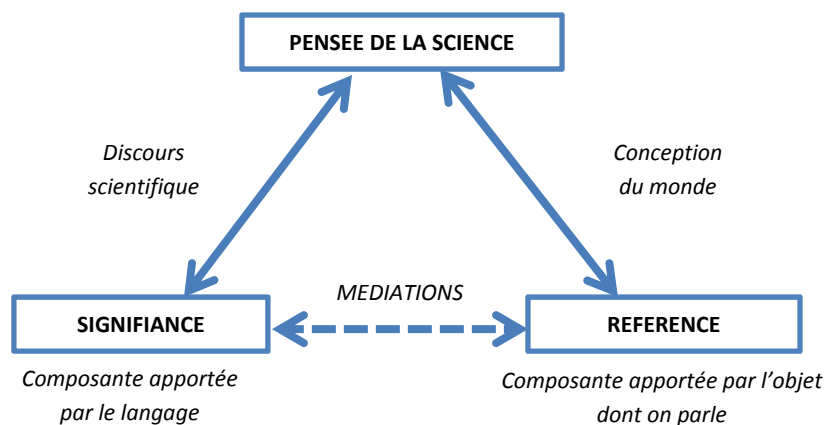 PENSEE DE LA SCIENCE
Discours
scientifique
Conception
du monde
MEDIATIONS
SIGNIFIANCE
REFERENCE
Composante apportée
par le langage
Composante apportée par l’objet
dont on parle